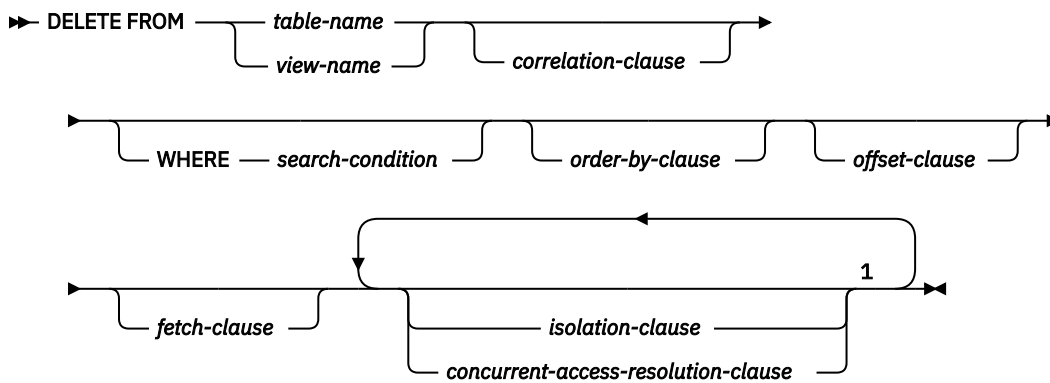 DELETE FROM table-name
view-name correlation-clause
WHERE search-condition order-by-clause offset-clause
1
fetch-clause isolation-clause
concurrent-access-resolution-clause